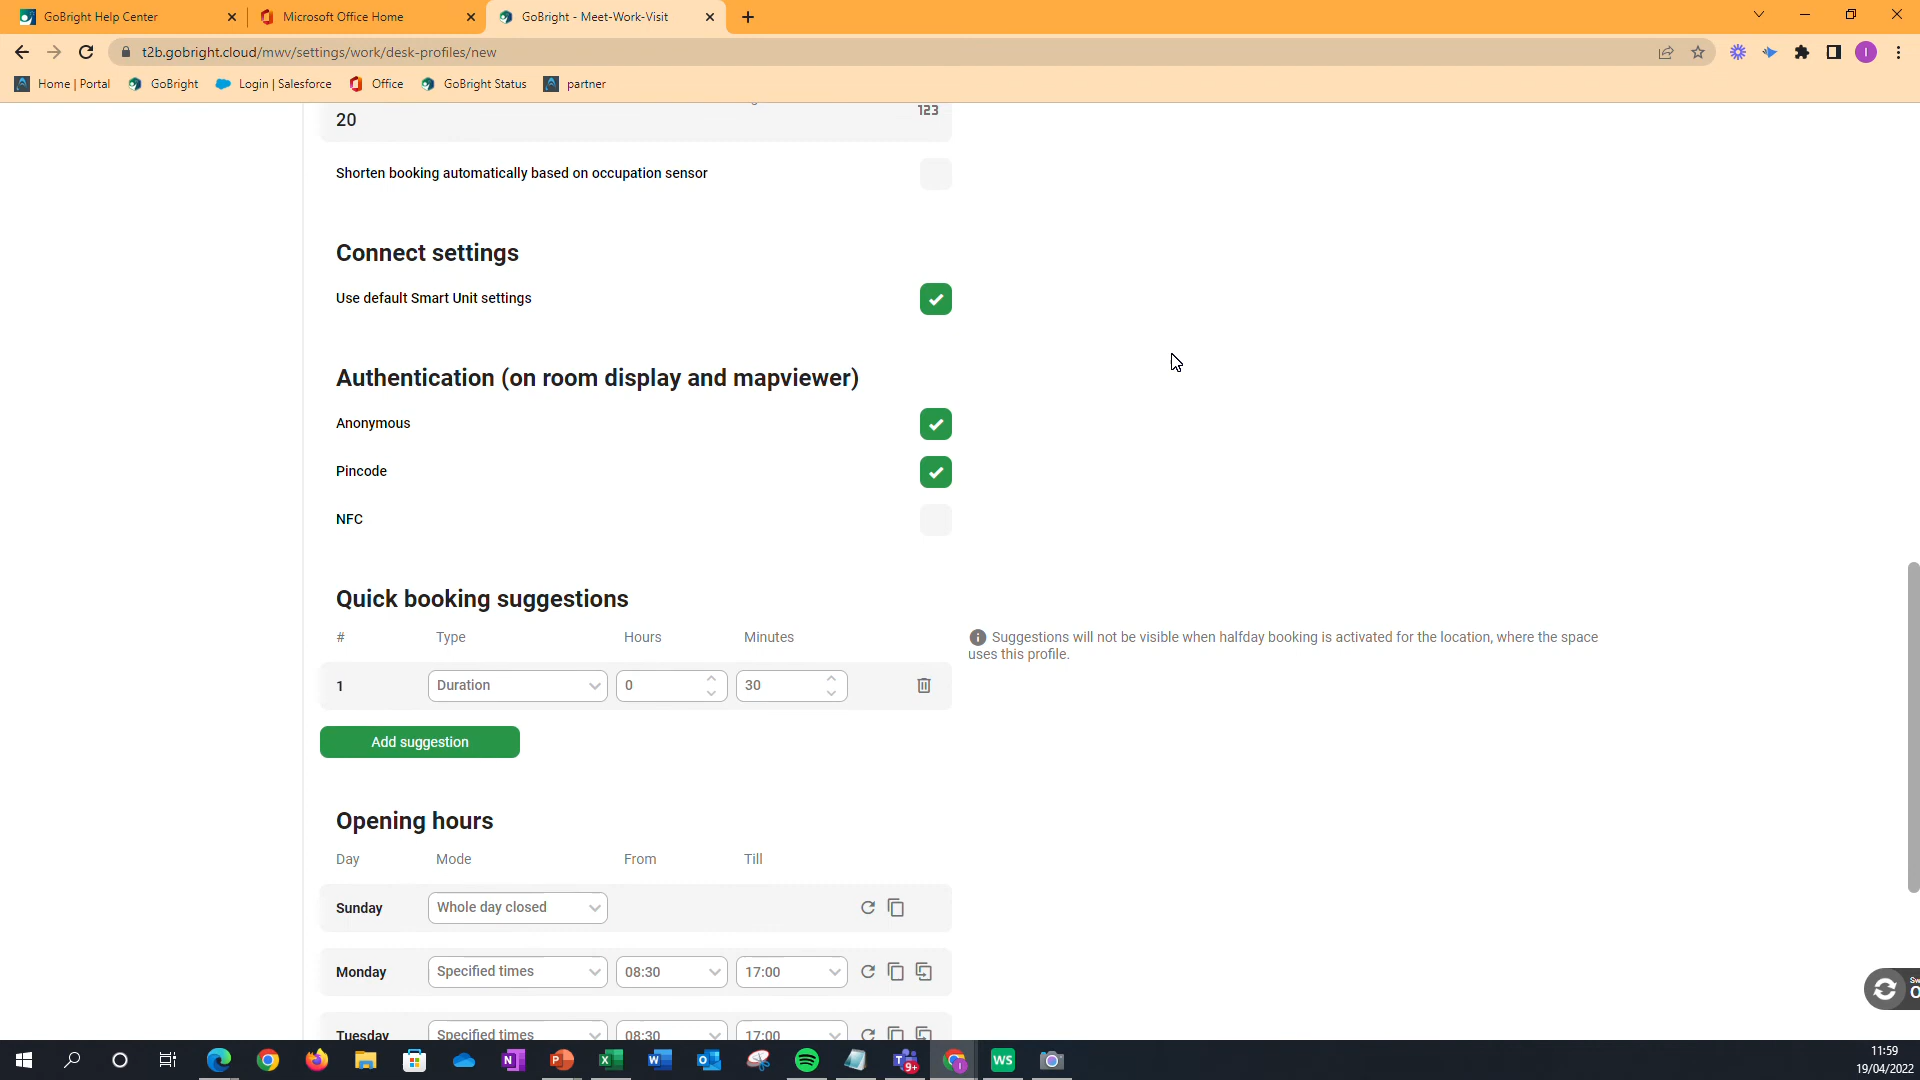 GoBright Help Center
Microsoft Office Home
GoBright - Meet-Work-Visit
t2b.gobright.cloud/mwv/settings/work/desk-profiles/new
I
Home | Portal
GoBright
Login | Salesforce
Office
GoBright Status
partner
20
123
Shorten booking automatically based on occupation sensor
Connect settings
Use default Smart Unit settings
Authentication (on room display and mapviewer)
Anonymous
Pincode
NFC
Quick booking suggestions
# Type Hours Minutes
Suggestions will not be visible when halfday booking is activated for the location, where the space
uses this profile.
1 Duration 0 30
Add suggestion
Opening hours
Day Mode From Till
Sunday Whole day closed
Monday Specified times 08:30 17:00
Tuesday Specified times 08:30 17:00
9+
WS
11:59
19/04/2022